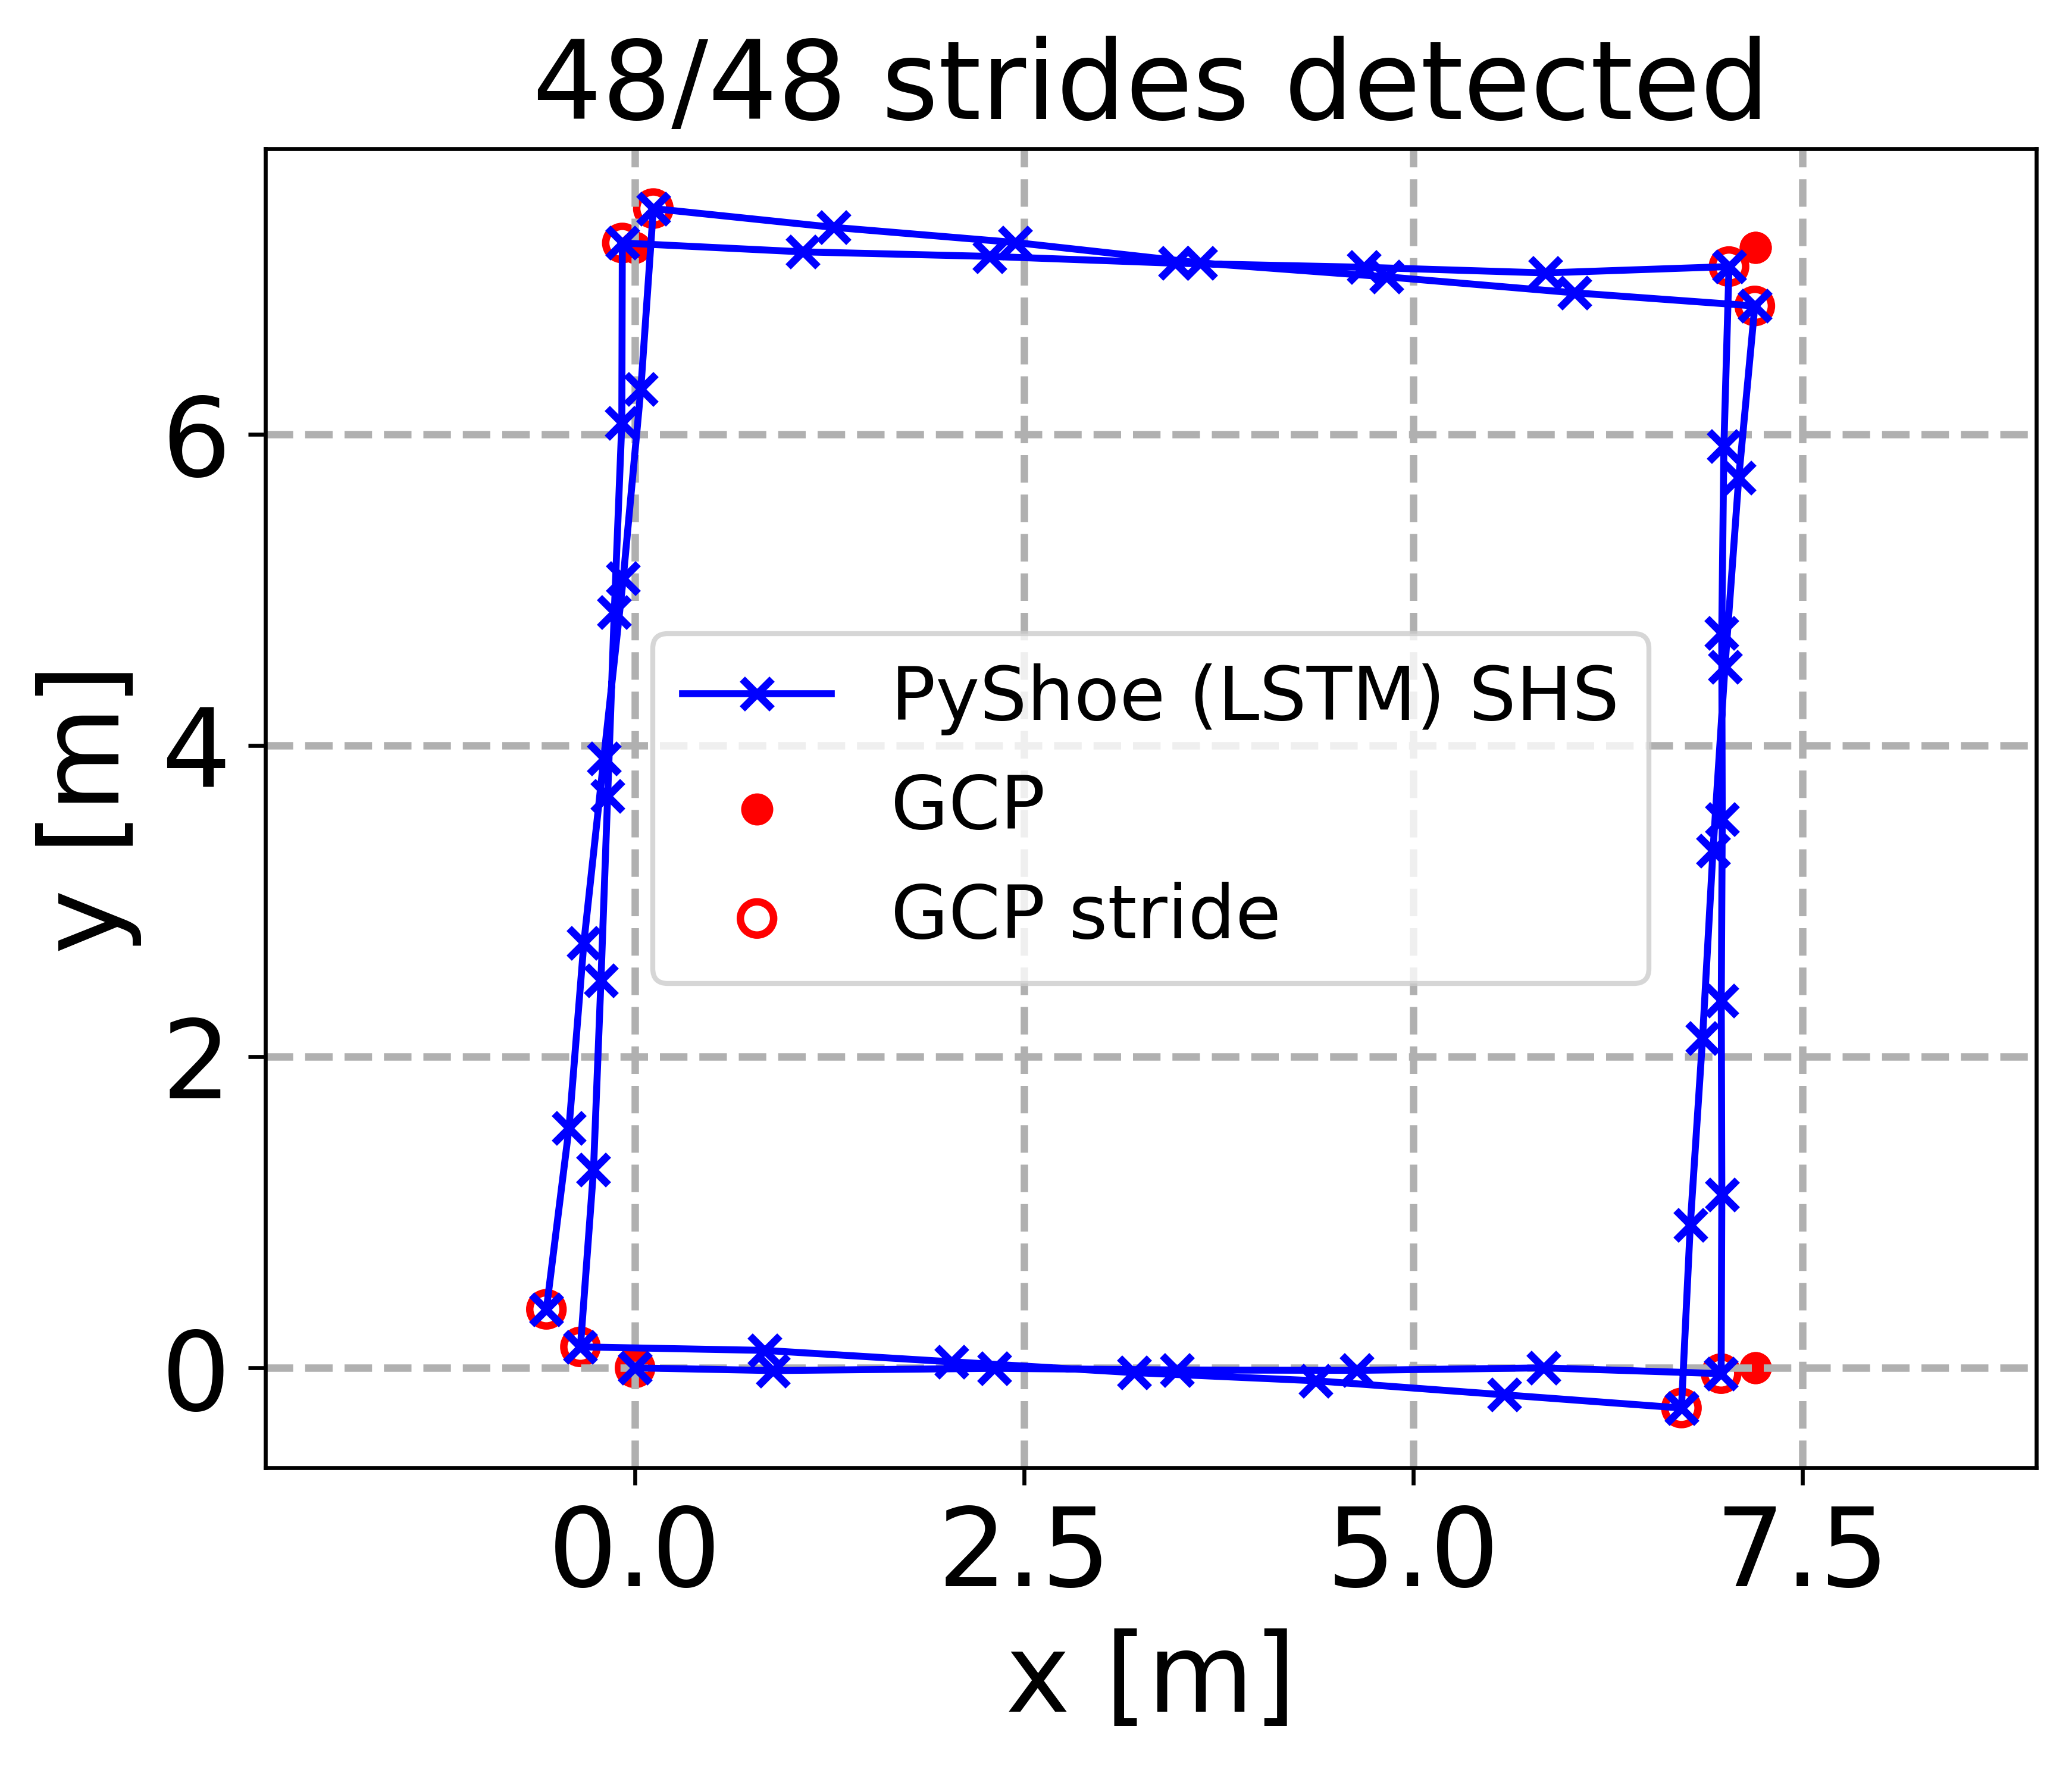 48/48 strides detected
y [m]
6
4
2
0
PyShoe (LSTM) SHS
GCP
GCP stride
0.0 2.5 5.0 7.5
x [m]